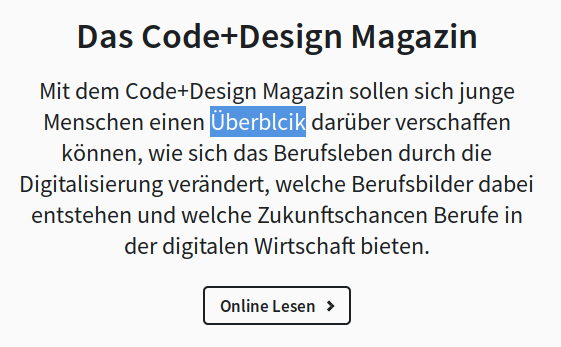 Das Code+Design Magazin
Mit dem Code+Design Magazin sollen sich junge
Menschen einen Überblcik darüber verschaffen
können, wie sich das Berufsleben durch die
Digitalisierung verändert, welche Berufsbilder dabei
entstehen und welche Zukunftschancen Berufe in
der digitalen Wirtschaft bieten.
Online Lesen